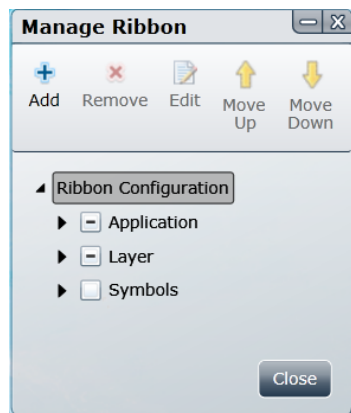 Manage Ribbon
Add Remove Edit Move Up Move Down
Ribbon Configuration
Application
Layer
Symbols
Close